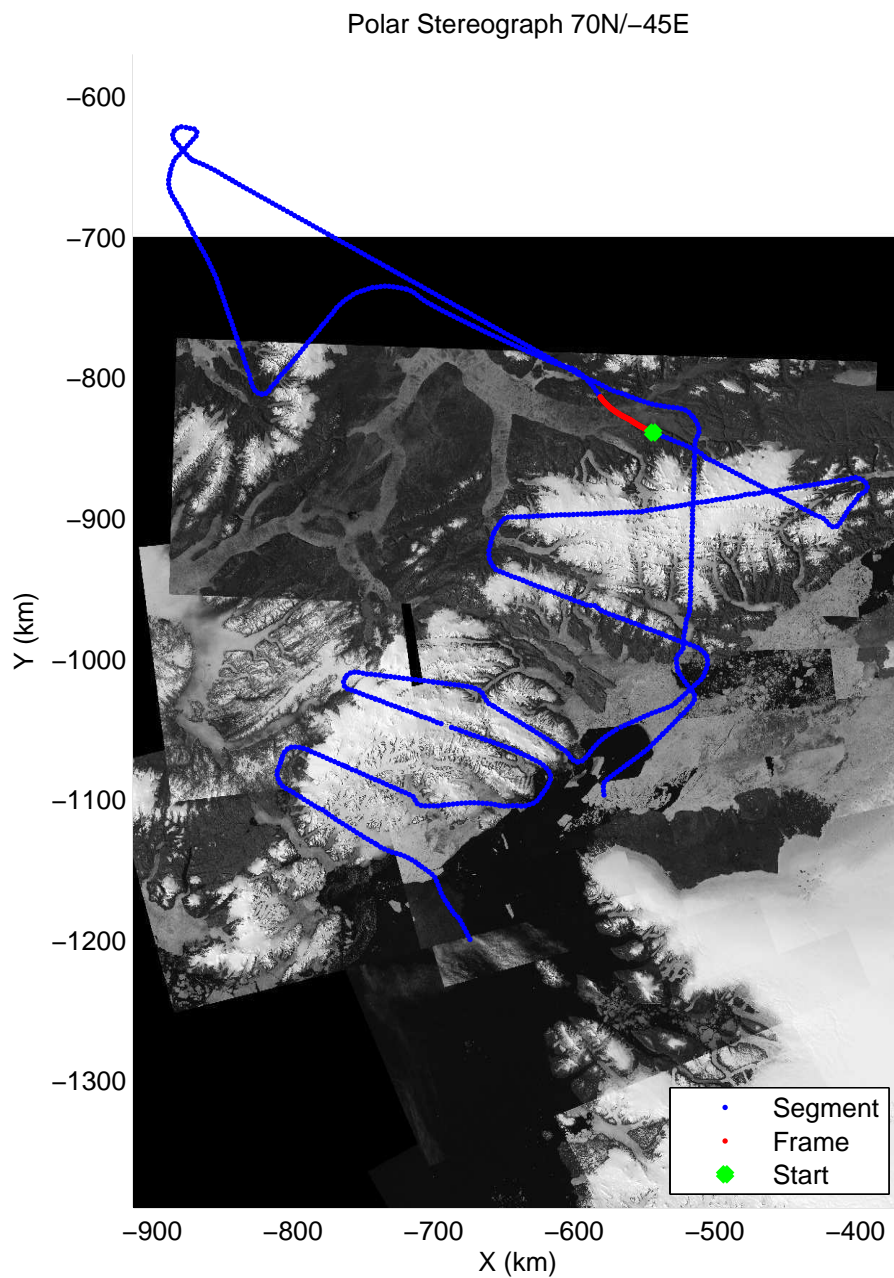 Polar Stereograph 70N/−45E
−600
−700
−800
−900
−1000
−1100
−1200
−1300
Y (km)
Segment
Frame
Start
−900 −800 −700 −600 −500 −400
X (km)